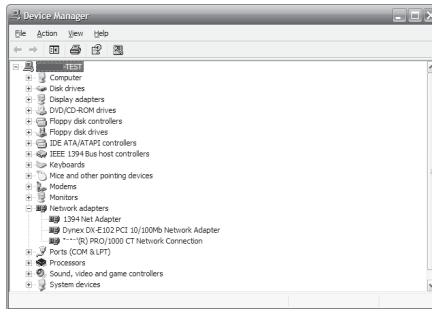 Device Manager
File Action View Help
-TEST
Computer
Disk drives
Display adapters
DVD/CD-ROM drives
Floppy disk controllers
Floppy disk drives
IDE ATA/ATAPI controllers
IEEE 1394 Bus host controllers
Keyboards
Mice and other pointing devices
Modems
Monitors
Network adapters
1394 Net Adapter
Dynex DX-E102 PCI 10/100Mb Network Adapter
(R) PRO/1000 CT Network Connection
Ports (COM & LPT)
Processors
Sound, video and game controllers
System devices